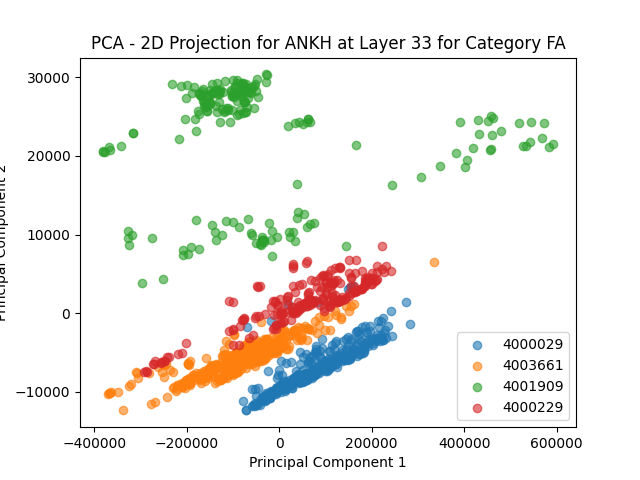 PCA - 2D Projection for ANKH at Layer 33 for Category FA
30000
20000
10000
0
−10000
Principal Component 2
4000029
4003661
4001909
4000229
−400000 −200000 0 200000 400000 600000
Principal Component 1